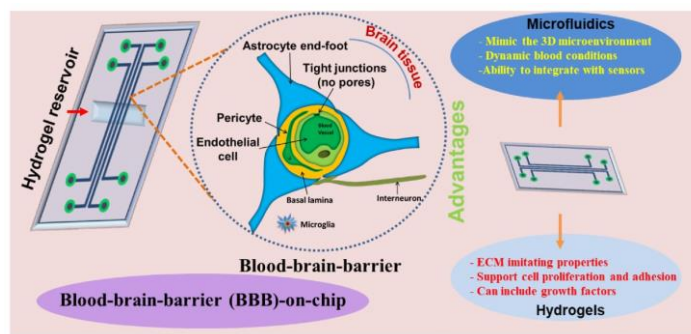 Hydrogel reservoir
Astrocyte end-foot
Brain tissue
Tight junctions
(no pores)
Pericyte
Endothelial
cell
Blood
Vessel
Basal lamina
Interneuron.
Microglia
Blood-brain-barrier
Blood-brain-barrier (BBB)-on-chip
Advantages
Microfluidics
- Mimic the 3D microenvironment
- Dynamic blood conditions
- Ability to integrate with sensors
- ECM imitating properties
- Support cell proliferation and adhesion
- Can include growth factors
Hydrogels